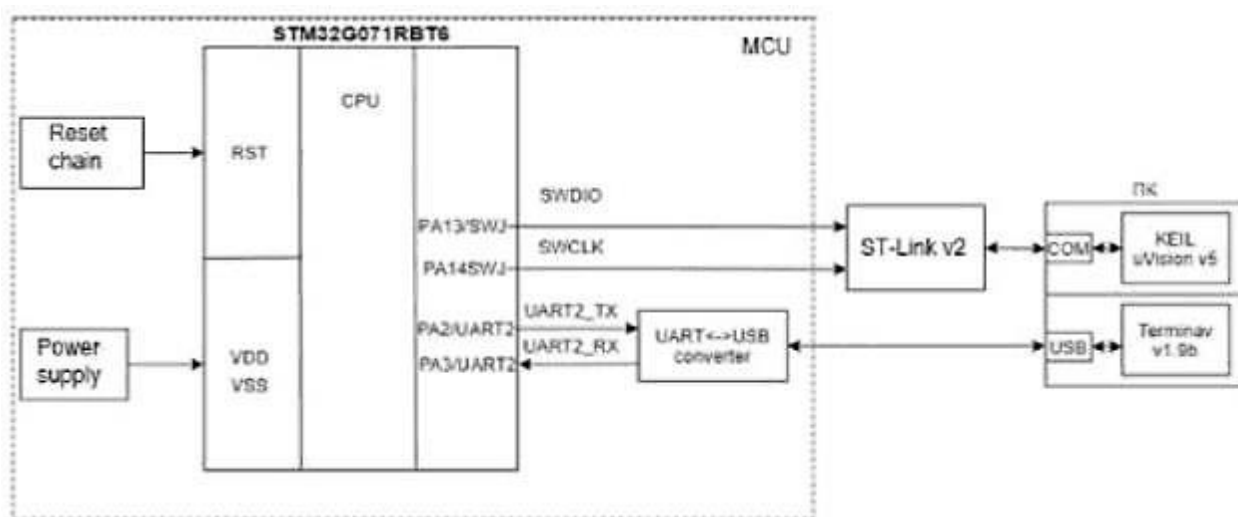 STM32G071RBT6
MCU
CPU
Reset
chain
RST
SWDIO
PA13/SWJ
SWCLK
PA14SWJ
ST-Link v2
ПК
COM
KEIL
uVision v5
UART2_TX
PA2/UART2
UART2_RX
PA3/UART2
UART<->USB
converter
USB
Terminav
v1.9b
Power
supply
VDD
VSS